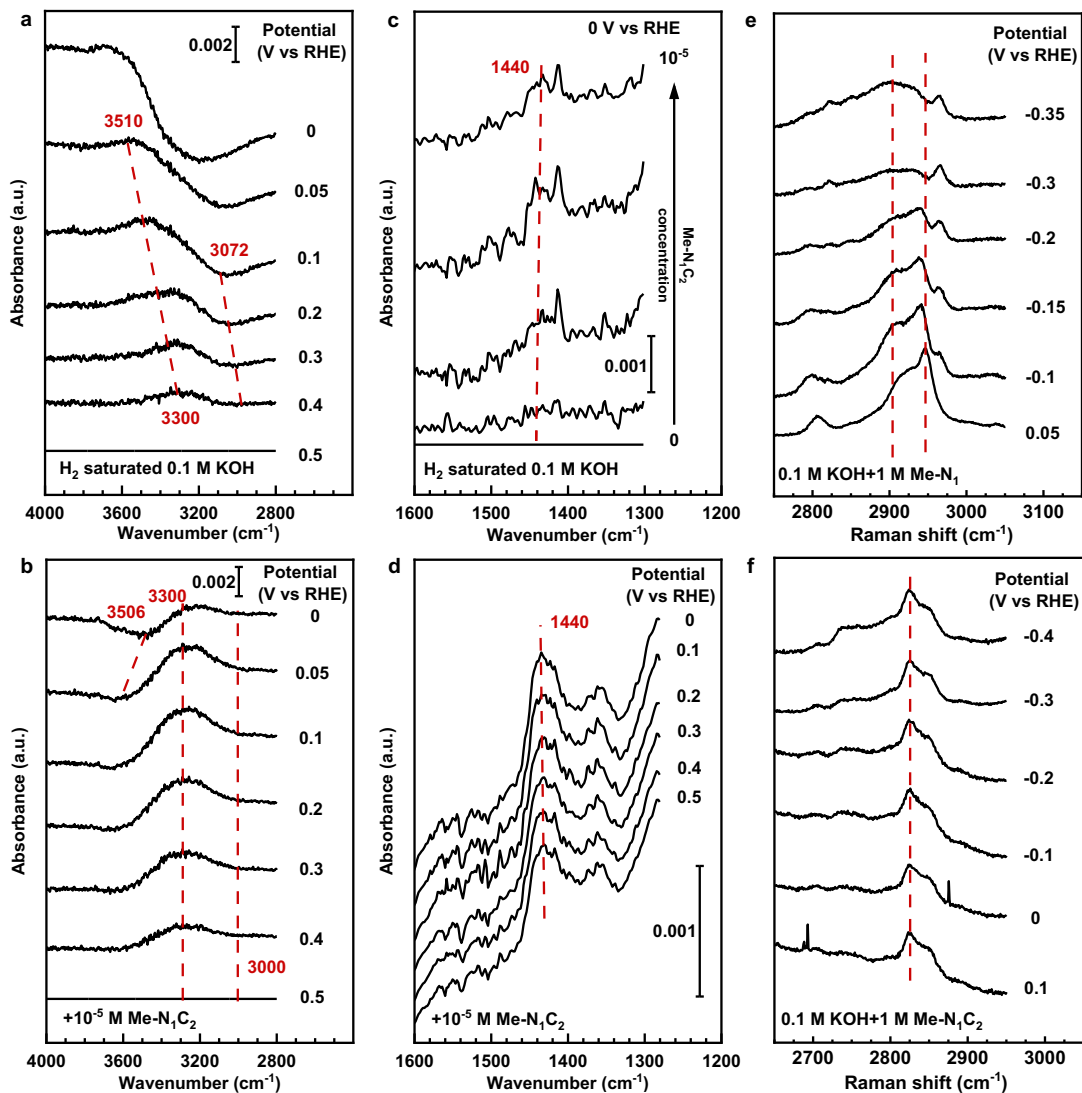 a
Potential
(V vs RHE)
0.002
3510
0
0.05
3072
0.1
0.2
0.3
0.4
3300
0.5
H₂ saturated 0.1 M KOH
4000 3600 3200 2800
Wavenumber (cm⁻¹)
Absorbance (a.u.)
c
0 V vs RHE
1440
10⁻⁵
Me-N₁C₂
concentration
0.001
0
H₂ saturated 0.1 M KOH
1600 1500 1400 1300 1200
Wavenumber (cm⁻¹)
Absorbance (a.u.)
e
Potential
(V vs RHE)
-0.35
-0.3
-0.2
-0.15
-0.1
0.05
0.1 M KOH+1 M Me-N₁
2800 2900 3000 3100
Raman shift (cm⁻¹)
Absorbance (a.u.)
b
Potential
(V vs RHE)
0.002
3300
3506
0
0.05
0.1
0.2
0.3
0.4
3000
0.5
+10⁻⁵ M Me-N₁C₂
4000 3600 3200 2800
Wavenumber (cm⁻¹)
Absorbance (a.u.)
d
Potential
(V vs RHE)
1440
0
0.1
0.2
0.3
0.4
0.5
0.001
+10⁻⁵ M Me-N₁C₂
1600 1500 1400 1300 1200
Wavenumber (cm⁻¹)
Absorbance (a.u.)
f
Potential
(V vs RHE)
-0.4
-0.3
-0.2
-0.1
0
0.1
0.1 M KOH+1 M Me-N₁C₂
2700 2800 2900 3000
Raman shift (cm⁻¹)
Absorbance (a.u.)